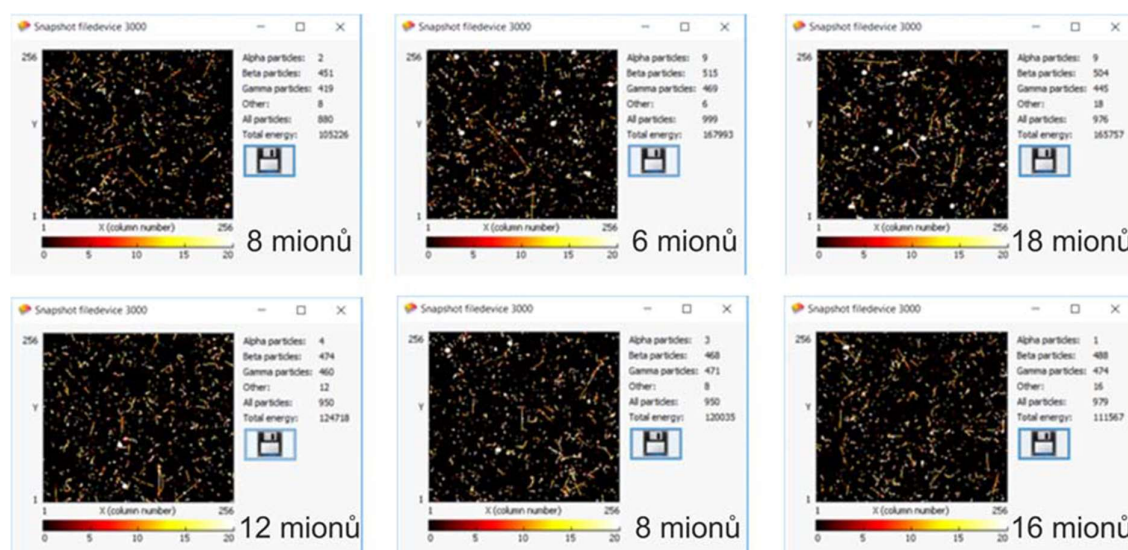 Snapshot filedevice 3000
256
Y
1
1 X (column number) 256
0 5 10 15 20
Alpha particles: 2
Beta particles: 451
Gamma particles: 419
Other: 8
All particles: 880
Total energy: 105226
8 mionů
Snapshot filedevice 3000
256
Y
1
1 X (column number) 256
0 5 10 15 20
Alpha particles: 9
Beta particles: 515
Gamma particles: 469
Other: 6
All particles: 999
Total energy: 167993
6 mionů
Snapshot filedevice 3000
256
Y
1
1 X (column number) 256
0 5 10 15 20
Alpha particles: 9
Beta particles: 504
Gamma particles: 445
Other: 18
All particles: 976
Total energy: 165757
18 mionů
Snapshot filedevice 3000
256
Y
1
1 X (column number) 256
0 5 10 15 20
Alpha particles: 4
Beta particles: 474
Gamma particles: 460
Other: 12
All particles: 950
Total energy: 124718
12 mionů
Snapshot filedevice 3000
256
Y
1
1 X (column number) 256
0 5 10 15 20
Alpha particles: 3
Beta particles: 468
Gamma particles: 471
Other: 8
All particles: 950
Total energy: 120035
8 mionů
Snapshot filedevice 3000
256
Y
1
1 X (column number) 256
0 5 10 15 20
Alpha particles: 1
Beta particles: 488
Gamma particles: 474
Other: 16
All particles: 979
Total energy: 111567
16 mionů